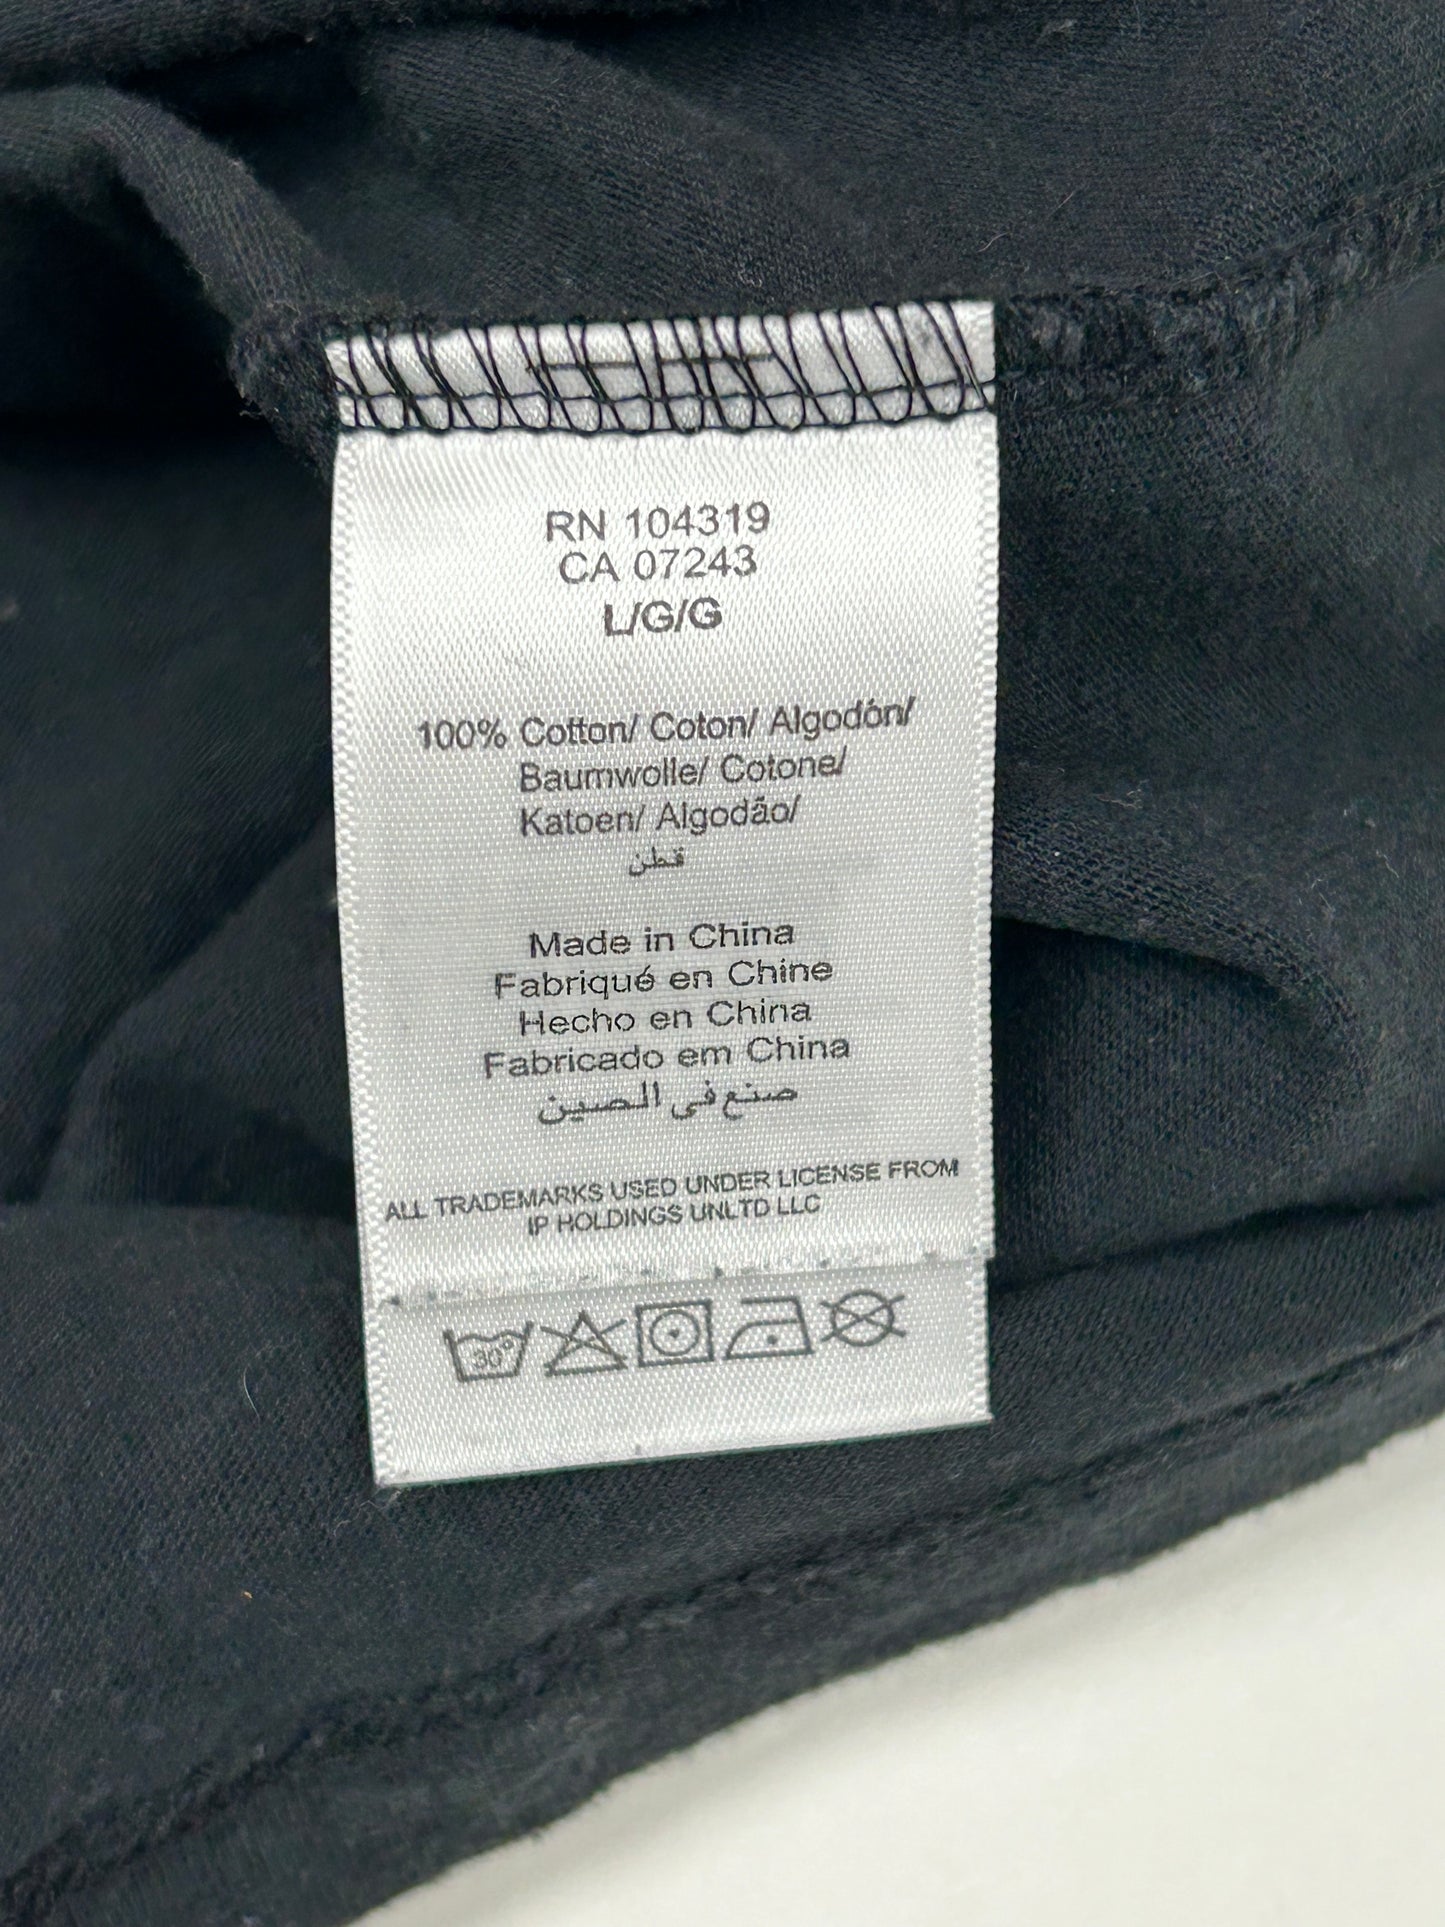 RN 104319
CA 07243
L/G/G
100% Cotton/ Coton/ Algodón/
Baumwolle/ Cotone/
Katoen/ Algodão/
قطن
Made in China
Fabriqué en Chine
Hecho en China
Fabricado em China
صنع في الصين
ALL TRADEMARKS USED UNDER LICENSE FROM
IP HOLDINGS UNLTD LLC
30°